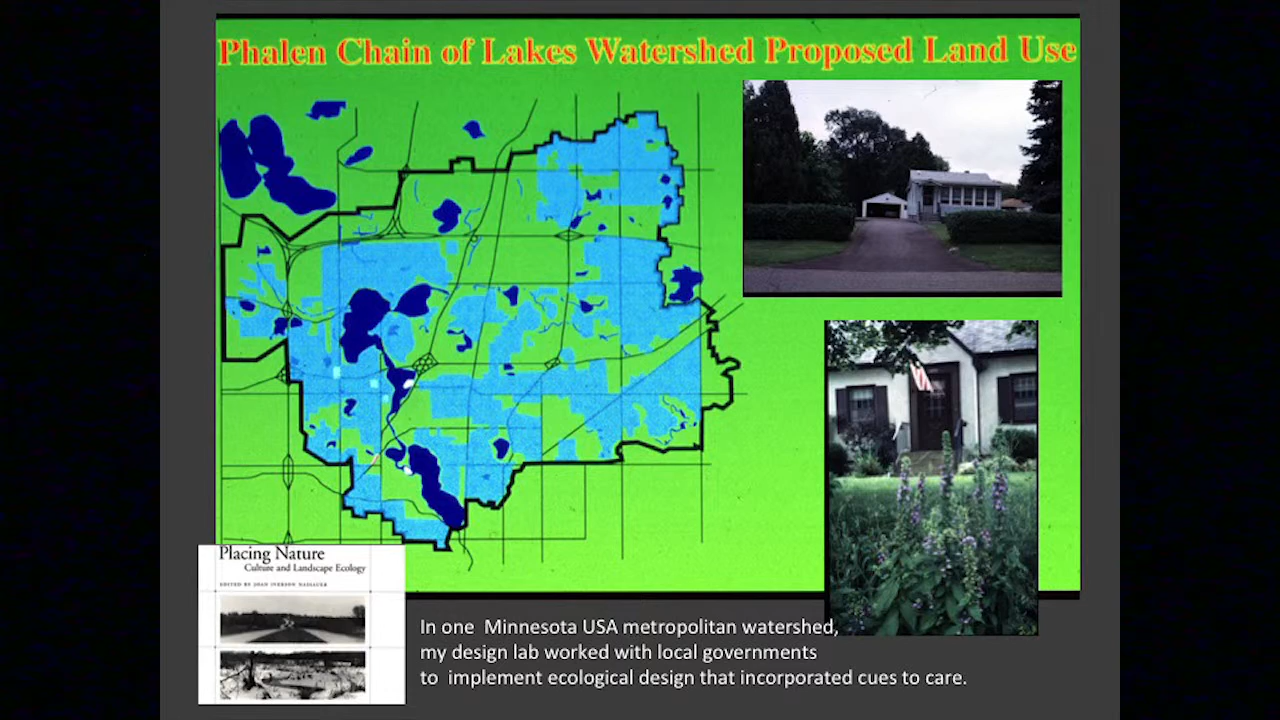 Phalen Chain of Lakes Watershed Proposed Land Use
Placing Nature
Culture and Landscape Ecology
EDITED BY JOAN IVERSON NASSAUER
In one Minnesota USA metropolitan watershed,
my design lab worked with local governments
to implement ecological design that incorporated cues to care.